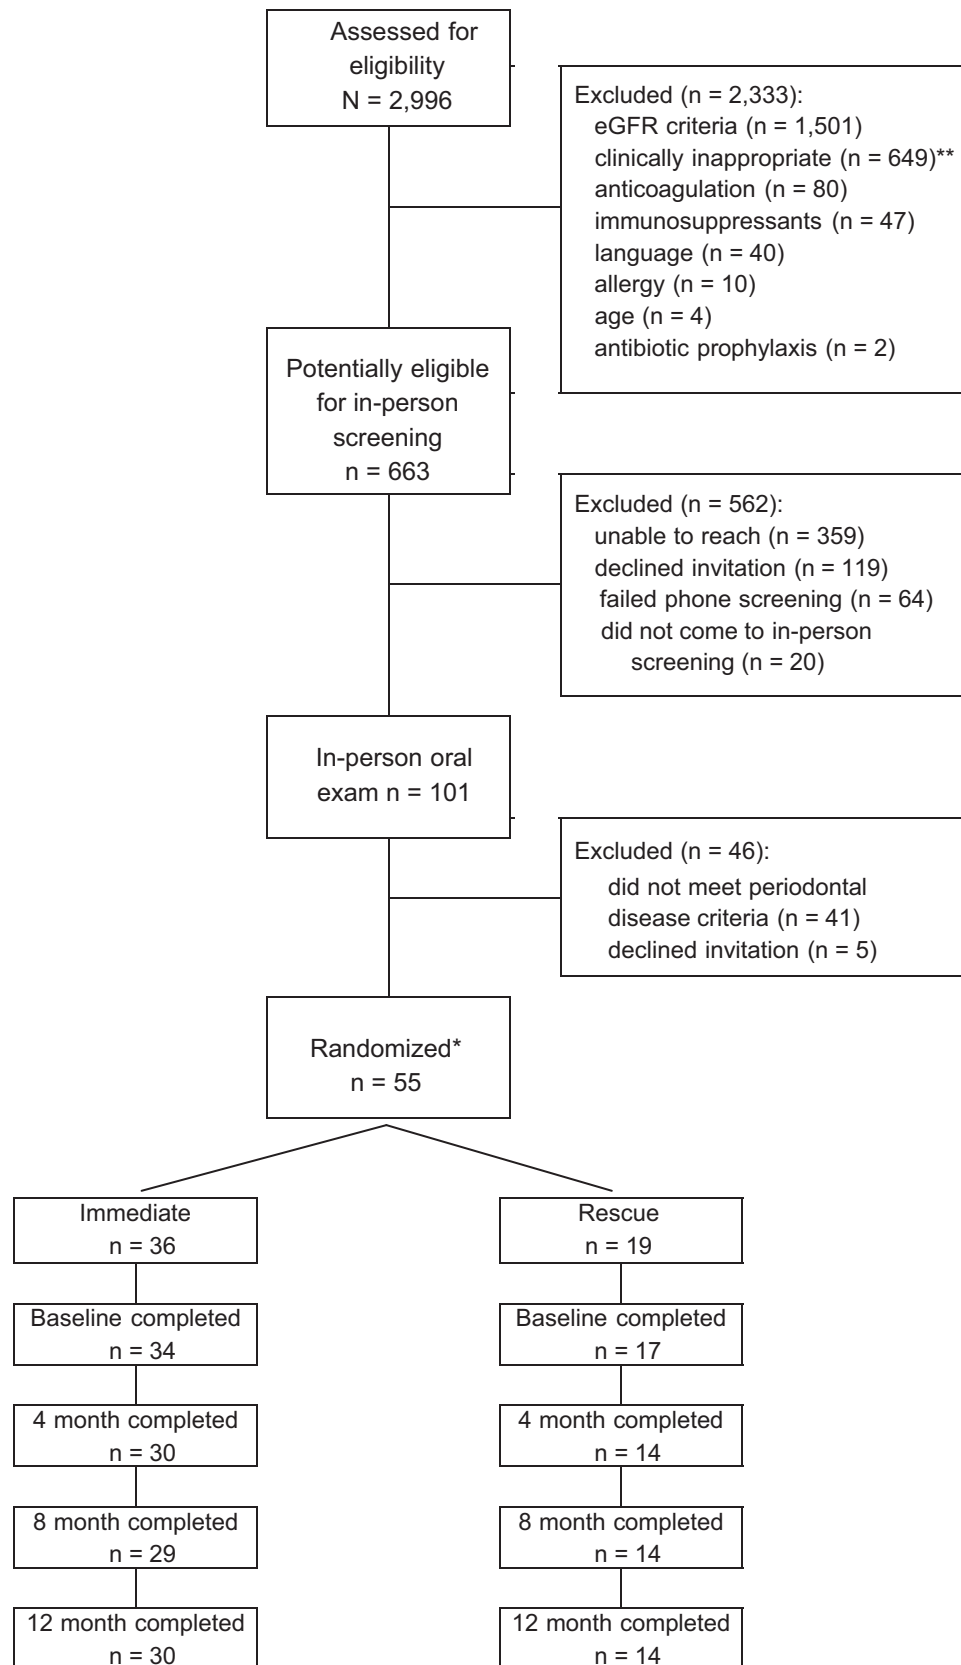 Assessed for
eligibility
N = 2,996
Excluded (n = 2,333):
eGFR criteria (n = 1,501)
clinically inappropriate (n = 649)**
anticoagulation (n = 80)
immunosuppressants (n = 47)
language (n = 40)
allergy (n = 10)
age (n = 4)
antibiotic prophylaxis (n = 2)
Potentially eligible
for in-person
screening
n = 663
Excluded (n = 562):
unable to reach (n = 359)
declined invitation (n = 119)
failed phone screening (n = 64)
did not come to in-person
screening (n = 20)
In-person oral
exam n = 101
Excluded (n = 46):
did not meet periodontal
disease criteria (n = 41)
declined invitation (n = 5)
Randomized*
n = 55
Immediate
n = 36
Rescue
n = 19
Baseline completed
n = 34
Baseline completed
n = 17
4 month completed
n = 30
4 month completed
n = 14
8 month completed
n = 29
8 month completed
n = 14
12 month completed
n = 30
12 month completed
n = 14